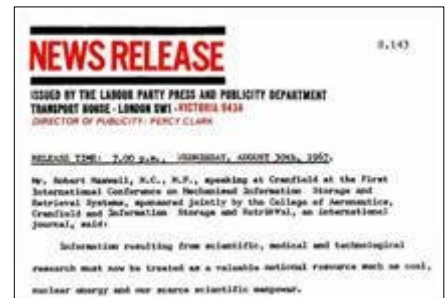 S.143
NEWS RELEASE
ISSUED BY THE LABOUR PARTY PRESS AND PUBLICITY DEPARTMENT
TRANSPORT HOUSE - LONDON SW1 - VICTORIA 9434
DIRECTOR OF PUBLICITY: PERCY CLARK
RELEASE TIME: 7.00 p.m., WEDNESDAY, AUGUST 30th, 1967.
Mr. Robert Maxwell, M.C., M.P., speaking at Cranfield at the First
International Conference on Mechanised Information Storage and
Retrieval Systems, sponsored jointly by the College of Aeronautics,
Cranfield and Information Storage and Retrieval, an international
journal, said:
Information resulting from scientific, medical and technological
research must now be treated as a valuable national resource such as coal,
nuclear energy and our scarce scientific manpower.